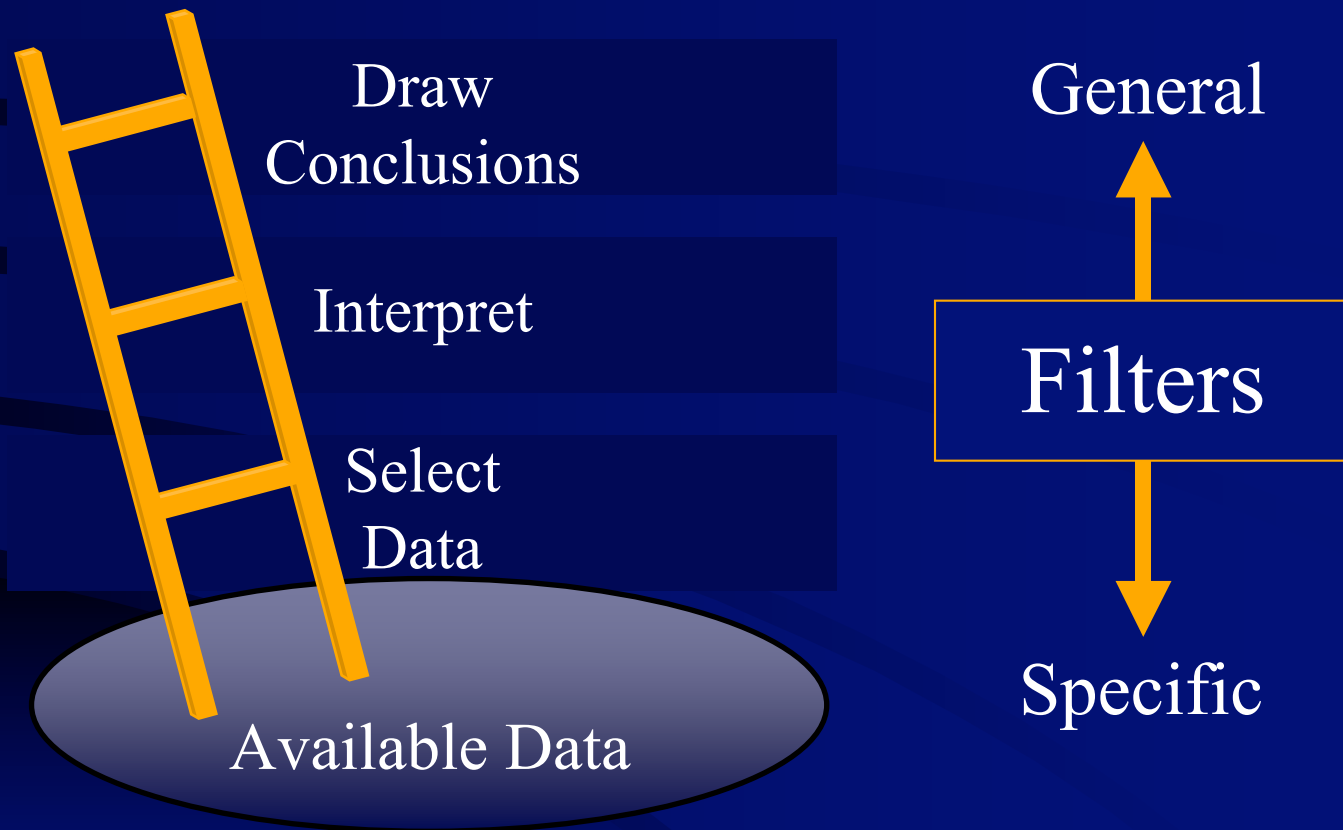 Draw
Conclusions
Interpret
Select
Data
Available Data
General
Filters
Specific